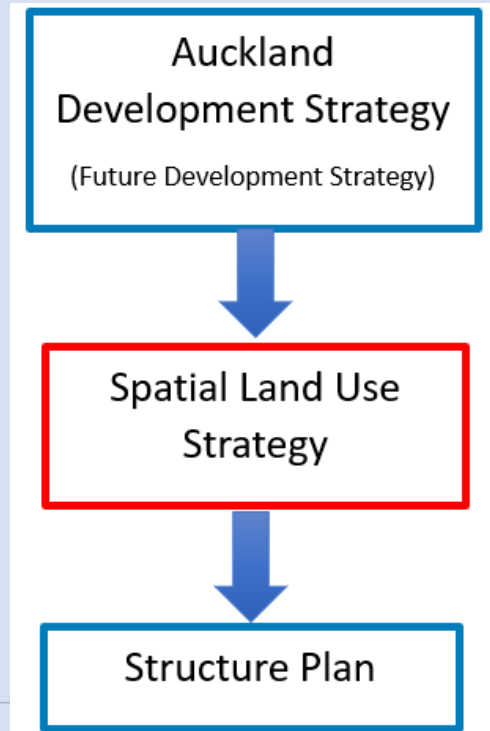 Auckland
Development Strategy
(Future Development Strategy)
Spatial Land Use
Strategy
Structure Plan